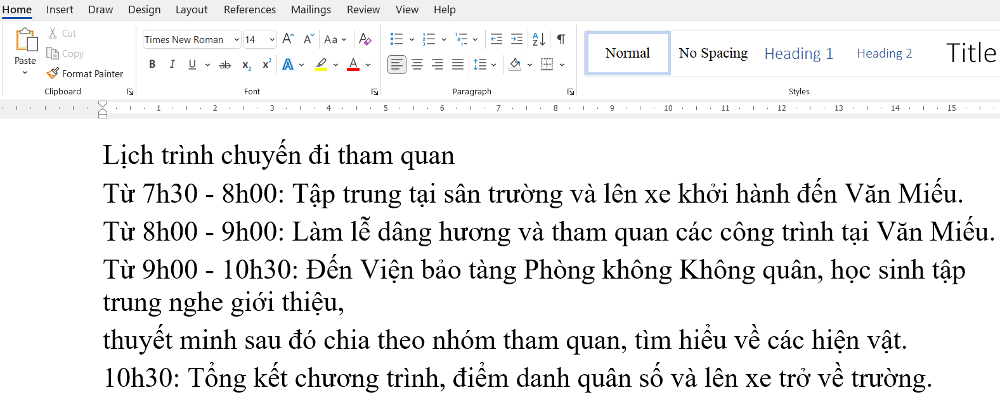 Home Insert Draw Design Layout References Mailings Review View Help
Cut
Times New Roman 14 Aa
Copy
Normal No Spacing Heading 1 Heading 2 Title
Paste
B I U ab x2 x2 A A
Format Painter
Clipboard Font Paragraph Styles
1 2 3 4 5 6 7 8 9 10 11 12 13 14 15
Lịch trình chuyến đi tham quan
Từ 7h30 - 8h00: Tập trung tại sân trường và lên xe khởi hành đến Văn Miếu.
Từ 8h00 - 9h00: Làm lễ dâng hương và tham quan các công trình tại Văn Miếu.
Từ 9h00 - 10h30: Đến Viện bảo tàng Phòng không Không quân, học sinh tập
trung nghe giới thiệu,
thuyết minh sau đó chia theo nhóm tham quan, tìm hiểu về các hiện vật.
10h30: Tổng kết chương trình, điểm danh quân số và lên xe trở về trường.